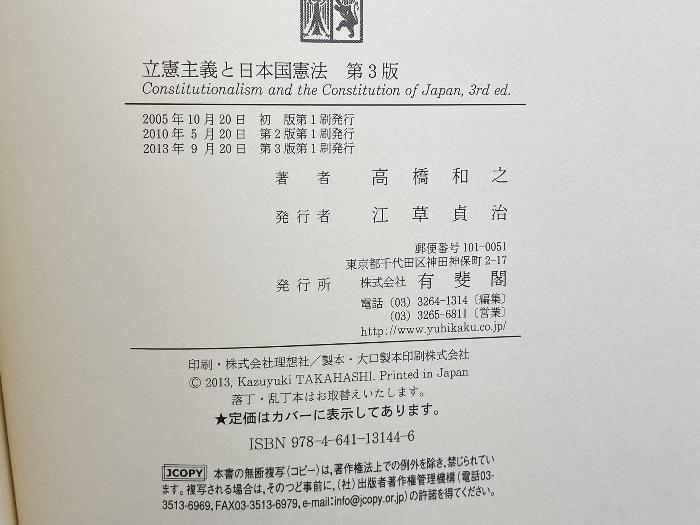 立憲主義と日本国憲法 第3版
Constitutionalism and the Constitution of Japan, 3rd ed.
2005年10月20日 初 版第1刷発行
2010年 5月20日 第2版第1刷発行
2013年 9月20日 第3版第1刷発行
著者 高橋和之
発行者 江草貞治
郵便番号 101-0051
東京都千代田区神田神保町2-17
発行所 株式会社 有斐閣
電話 (03) 3264-1314〔編集〕
(03) 3265-6811〔営業〕
http://www.yuhikaku.co.jp/
印刷・株式会社理想社/製本・大口製本印刷株式会社
© 2013, Kazuyuki TAKAHASHI. Printed in Japan
落丁・乱丁本はお取替えいたします。
★定価はカバーに表示してあります。
ISBN 978-4-641-13144-6
JCOPY 本書の無断複写(コピー)は、著作権法上での例外を除き、禁じられてい
ます。複写される場合は、そのつど事前に、(社)出版者著作権管理機構(電話03-
3513-6969, FAX03-3513-6979, e-mail:info@jcopy.or.jp)の許諾を得てください。